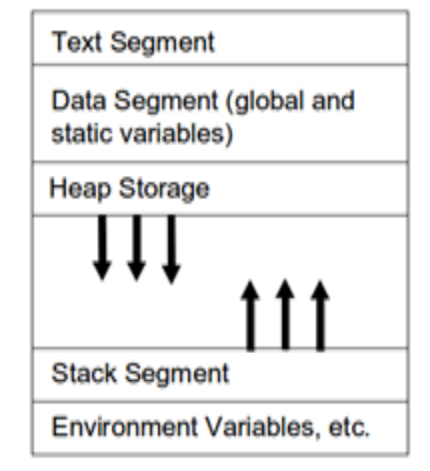 Text Segment
Data Segment (global and
static variables)
Heap Storage
Stack Segment
Environment Variables, etc.